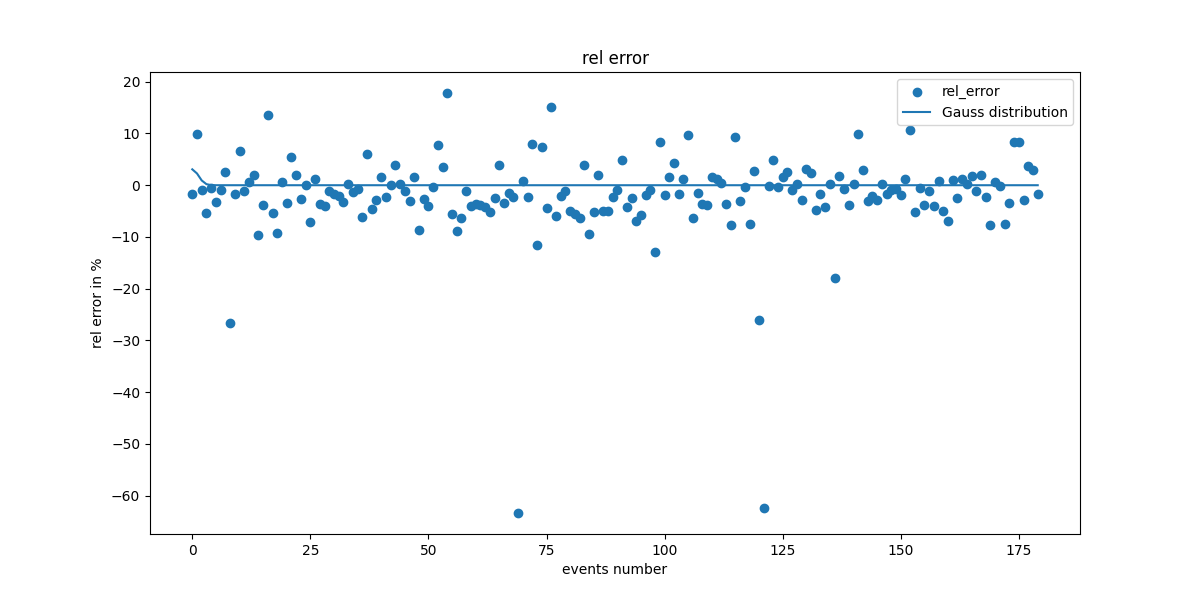 rel error
rel_error
Gauss distribution
rel error in %
20
10
0
−10
−20
−30
−40
−50
−60
0 25 50 75 100 125 150 175
events number